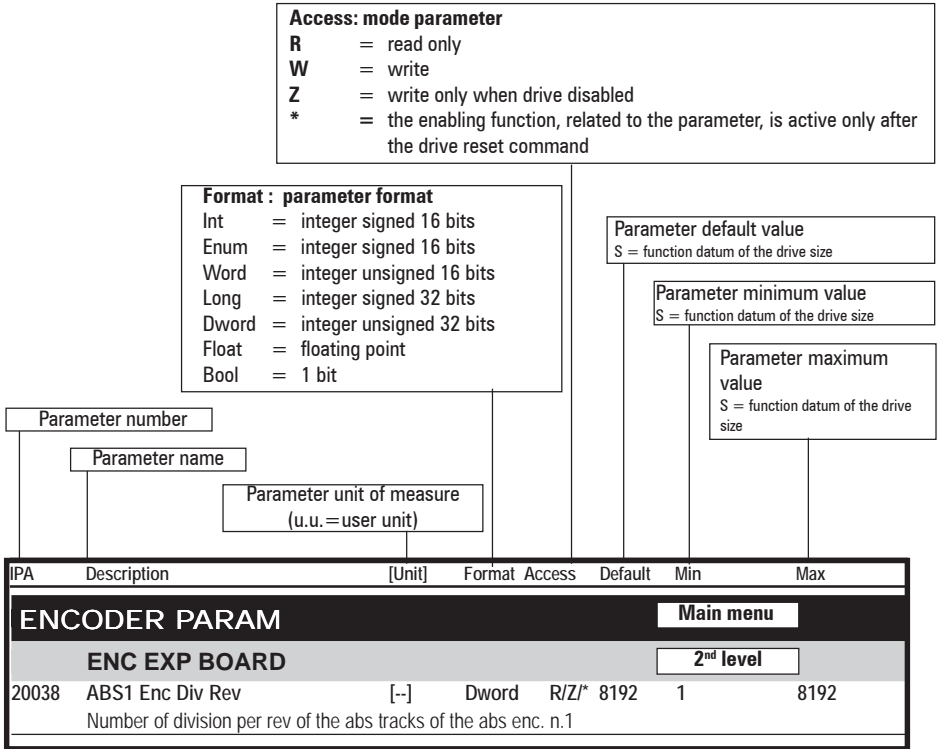 Access: mode parameter
R = read only
W = write
Z = write only when drive disabled
* = the enabling function, related to the parameter, is active only after
the drive reset command
Format : parameter format
Int = integer signed 16 bits
Enum = integer signed 16 bits
Word = integer unsigned 16 bits
Long = integer signed 32 bits
Dword = integer unsigned 32 bits
Float = floating point
Bool = 1 bit
Parameter default value
S = function datum of the drive size
Parameter minimum value
S = function datum of the drive size
Parameter maximum
value
S = function datum of the drive
size
Parameter number
Parameter name
Parameter unit of measure
(u.u.=user unit)
IPA Description [Unit] Format Access Default Min Max
ENCODER PARAM Main menu
ENC EXP BOARD 2nd level
20038 ABS1 Enc Div Rev [--] Dword R/Z/* 8192 1 8192
Number of division per rev of the abs tracks of the abs enc. n.1